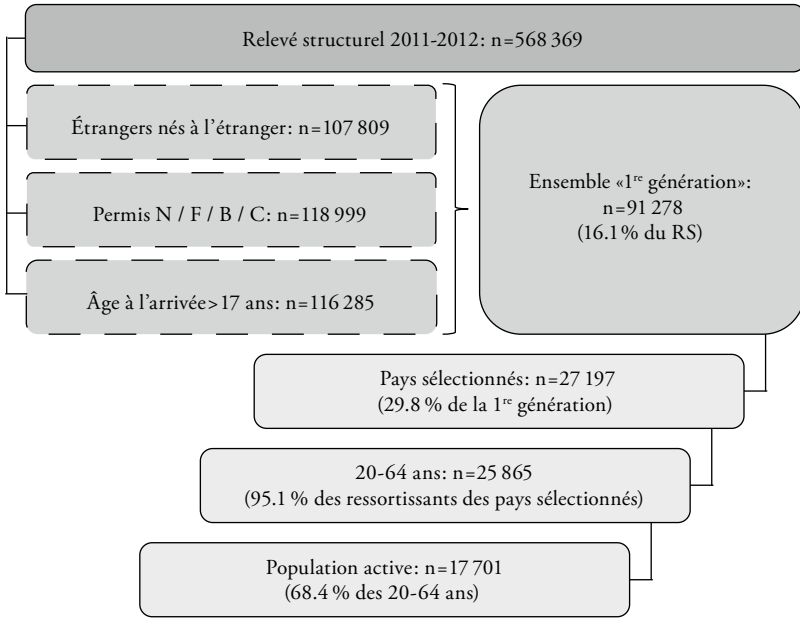 Relevé structurel 2011-2012: n=568 369
Étrangers nés à l'étranger: n=107 809
Permis N / F / B / C: n=118 999
Âge à l'arrivée>17 ans: n=116 285
Ensemble «1re génération»:
n=91 278
(16.1 % du RS)
Pays sélectionnés: n=27 197
(29.8 % de la 1re génération)
20-64 ans: n=25 865
(95.1 % des ressortissants des pays sélectionnés)
Population active: n=17 701
(68.4 % des 20-64 ans)